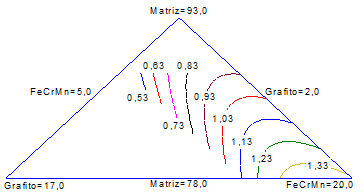 Matriz=93,0
0,63 0,83
FeCrMn=5,0
Grafito=2,0
0,53
0,93
0,73
1,03
1,13
1,23
1,33
Grafito=17,0
Matriz=78,0
FeCrMn=20,0